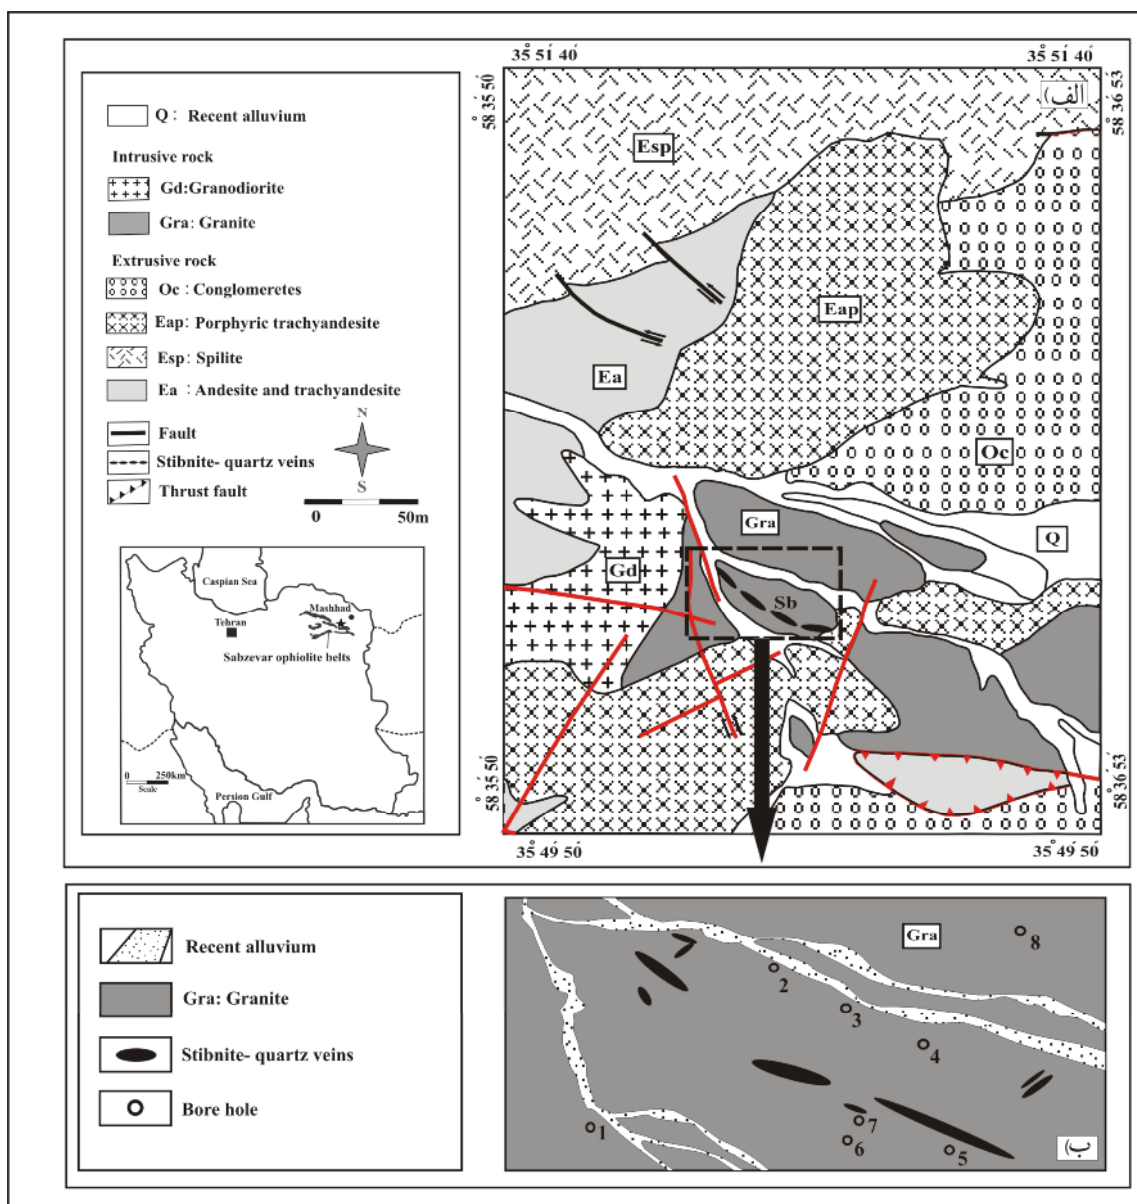 Q : Recent alluvium
Intrusive rock
Gd:Granodiorite
Gra: Granite
Extrusive rock
Oc: Conglomeretes
Eap: Porphyric trachyandesite
Esp: Spilite
Ea : Andesite and trachyandesite
Fault
Stibnite- quartz veins
Thrust fault
N
S
0 50m
Caspian Sea
Mashhad
Tehran
Sabzevar ophiolite belts
0 250km
Scale
Persion Gulf
35° 51´ 40
35° 51´ 40
58° 35´ 50
58° 36´ 53
الف)
Esp
Eap
Ea
Oc
Gra
Q
Gd
Sb
58° 35´ 50
58° 36´ 53
35° 49´ 50
35° 49´ 50
Recent alluvium
Gra: Granite
Stibnite- quartz veins
Bore hole
Gra
8
2
3
4
1
7
6
5
ب)